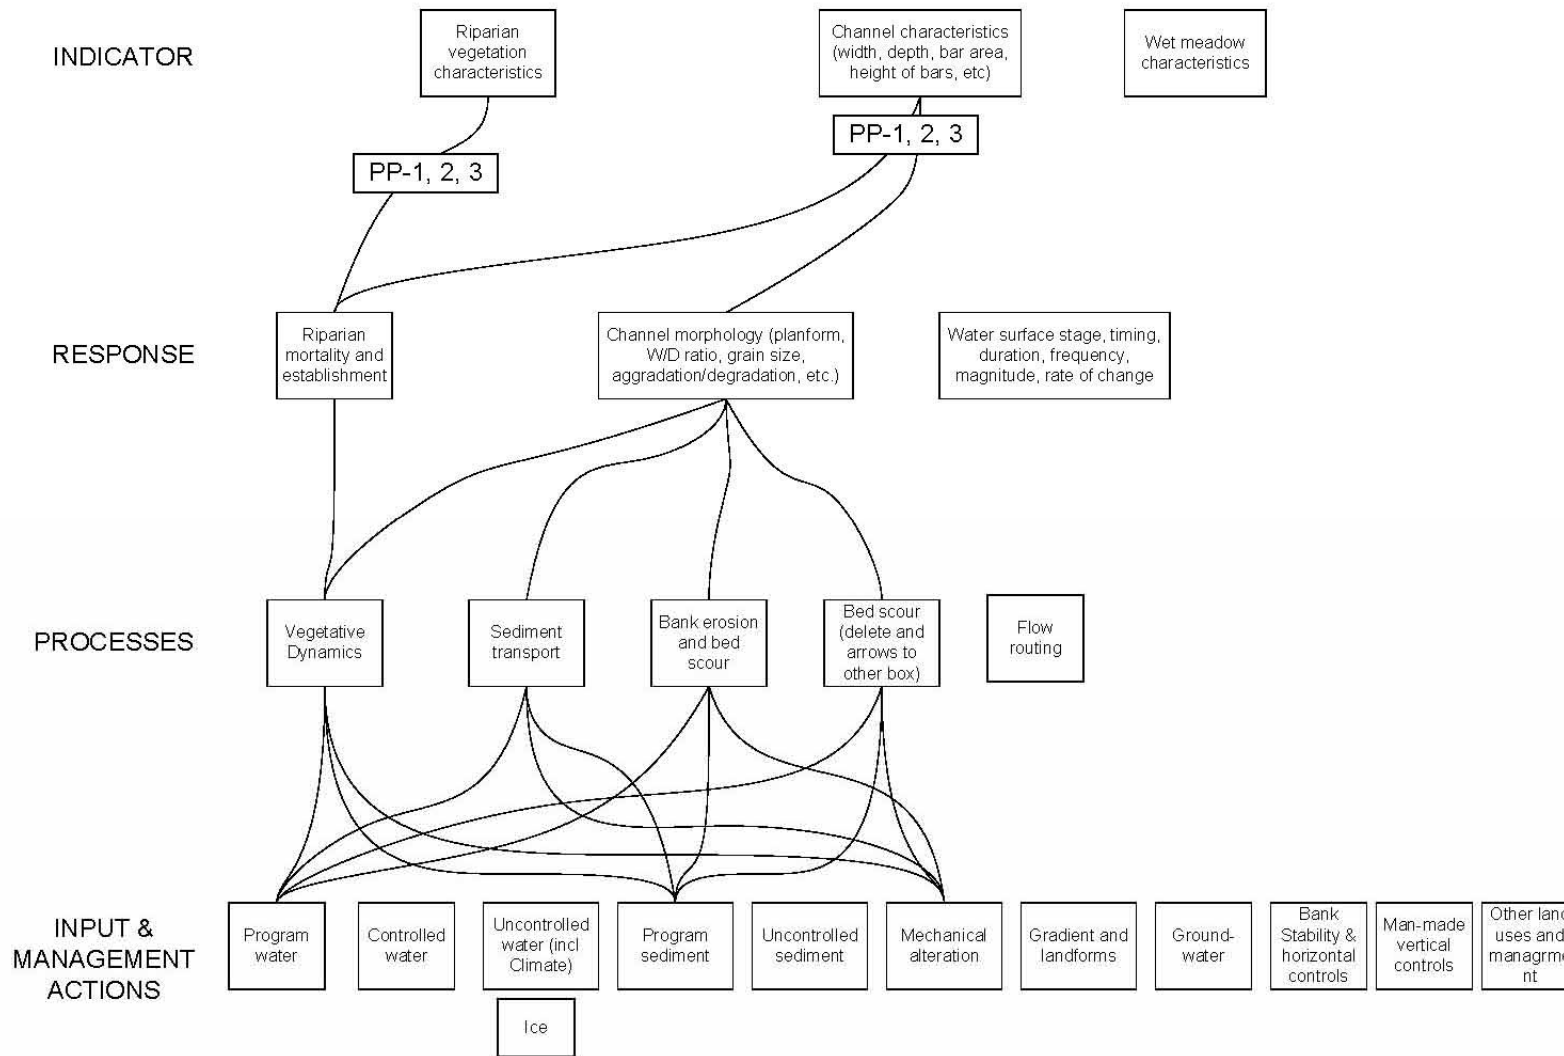 INDICATOR
Riparian
vegetation
characteristics
Channel characteristics
(width, depth, bar area,
height of bars, etc)
Wet meadow
characteristics
PP-1, 2, 3
PP-1, 2, 3
RESPONSE
Riparian
mortality and
establishment
Channel morphology (planform,
W/D ratio, grain size,
aggradation/degradation, etc.)
Water surface stage, timing,
duration, frequency,
magnitude, rate of change
PROCESSES
Vegetative
Dynamics
Sediment
transport
Bank erosion
and bed
scour
Bed scour
(delete and
arrows to
other box)
Flow
routing
INPUT &
MANAGEMENT
ACTIONS
Program
water
Controlled
water
Uncontrolled
water (incl
Climate)
Program
sediment
Uncontrolled
sediment
Mechanical
alteration
Gradient and
landforms
Ground-
water
Bank
Stability &
horizontal
controls
Man-made
vertical
controls
Other land
uses and
managrme
nt
Ice